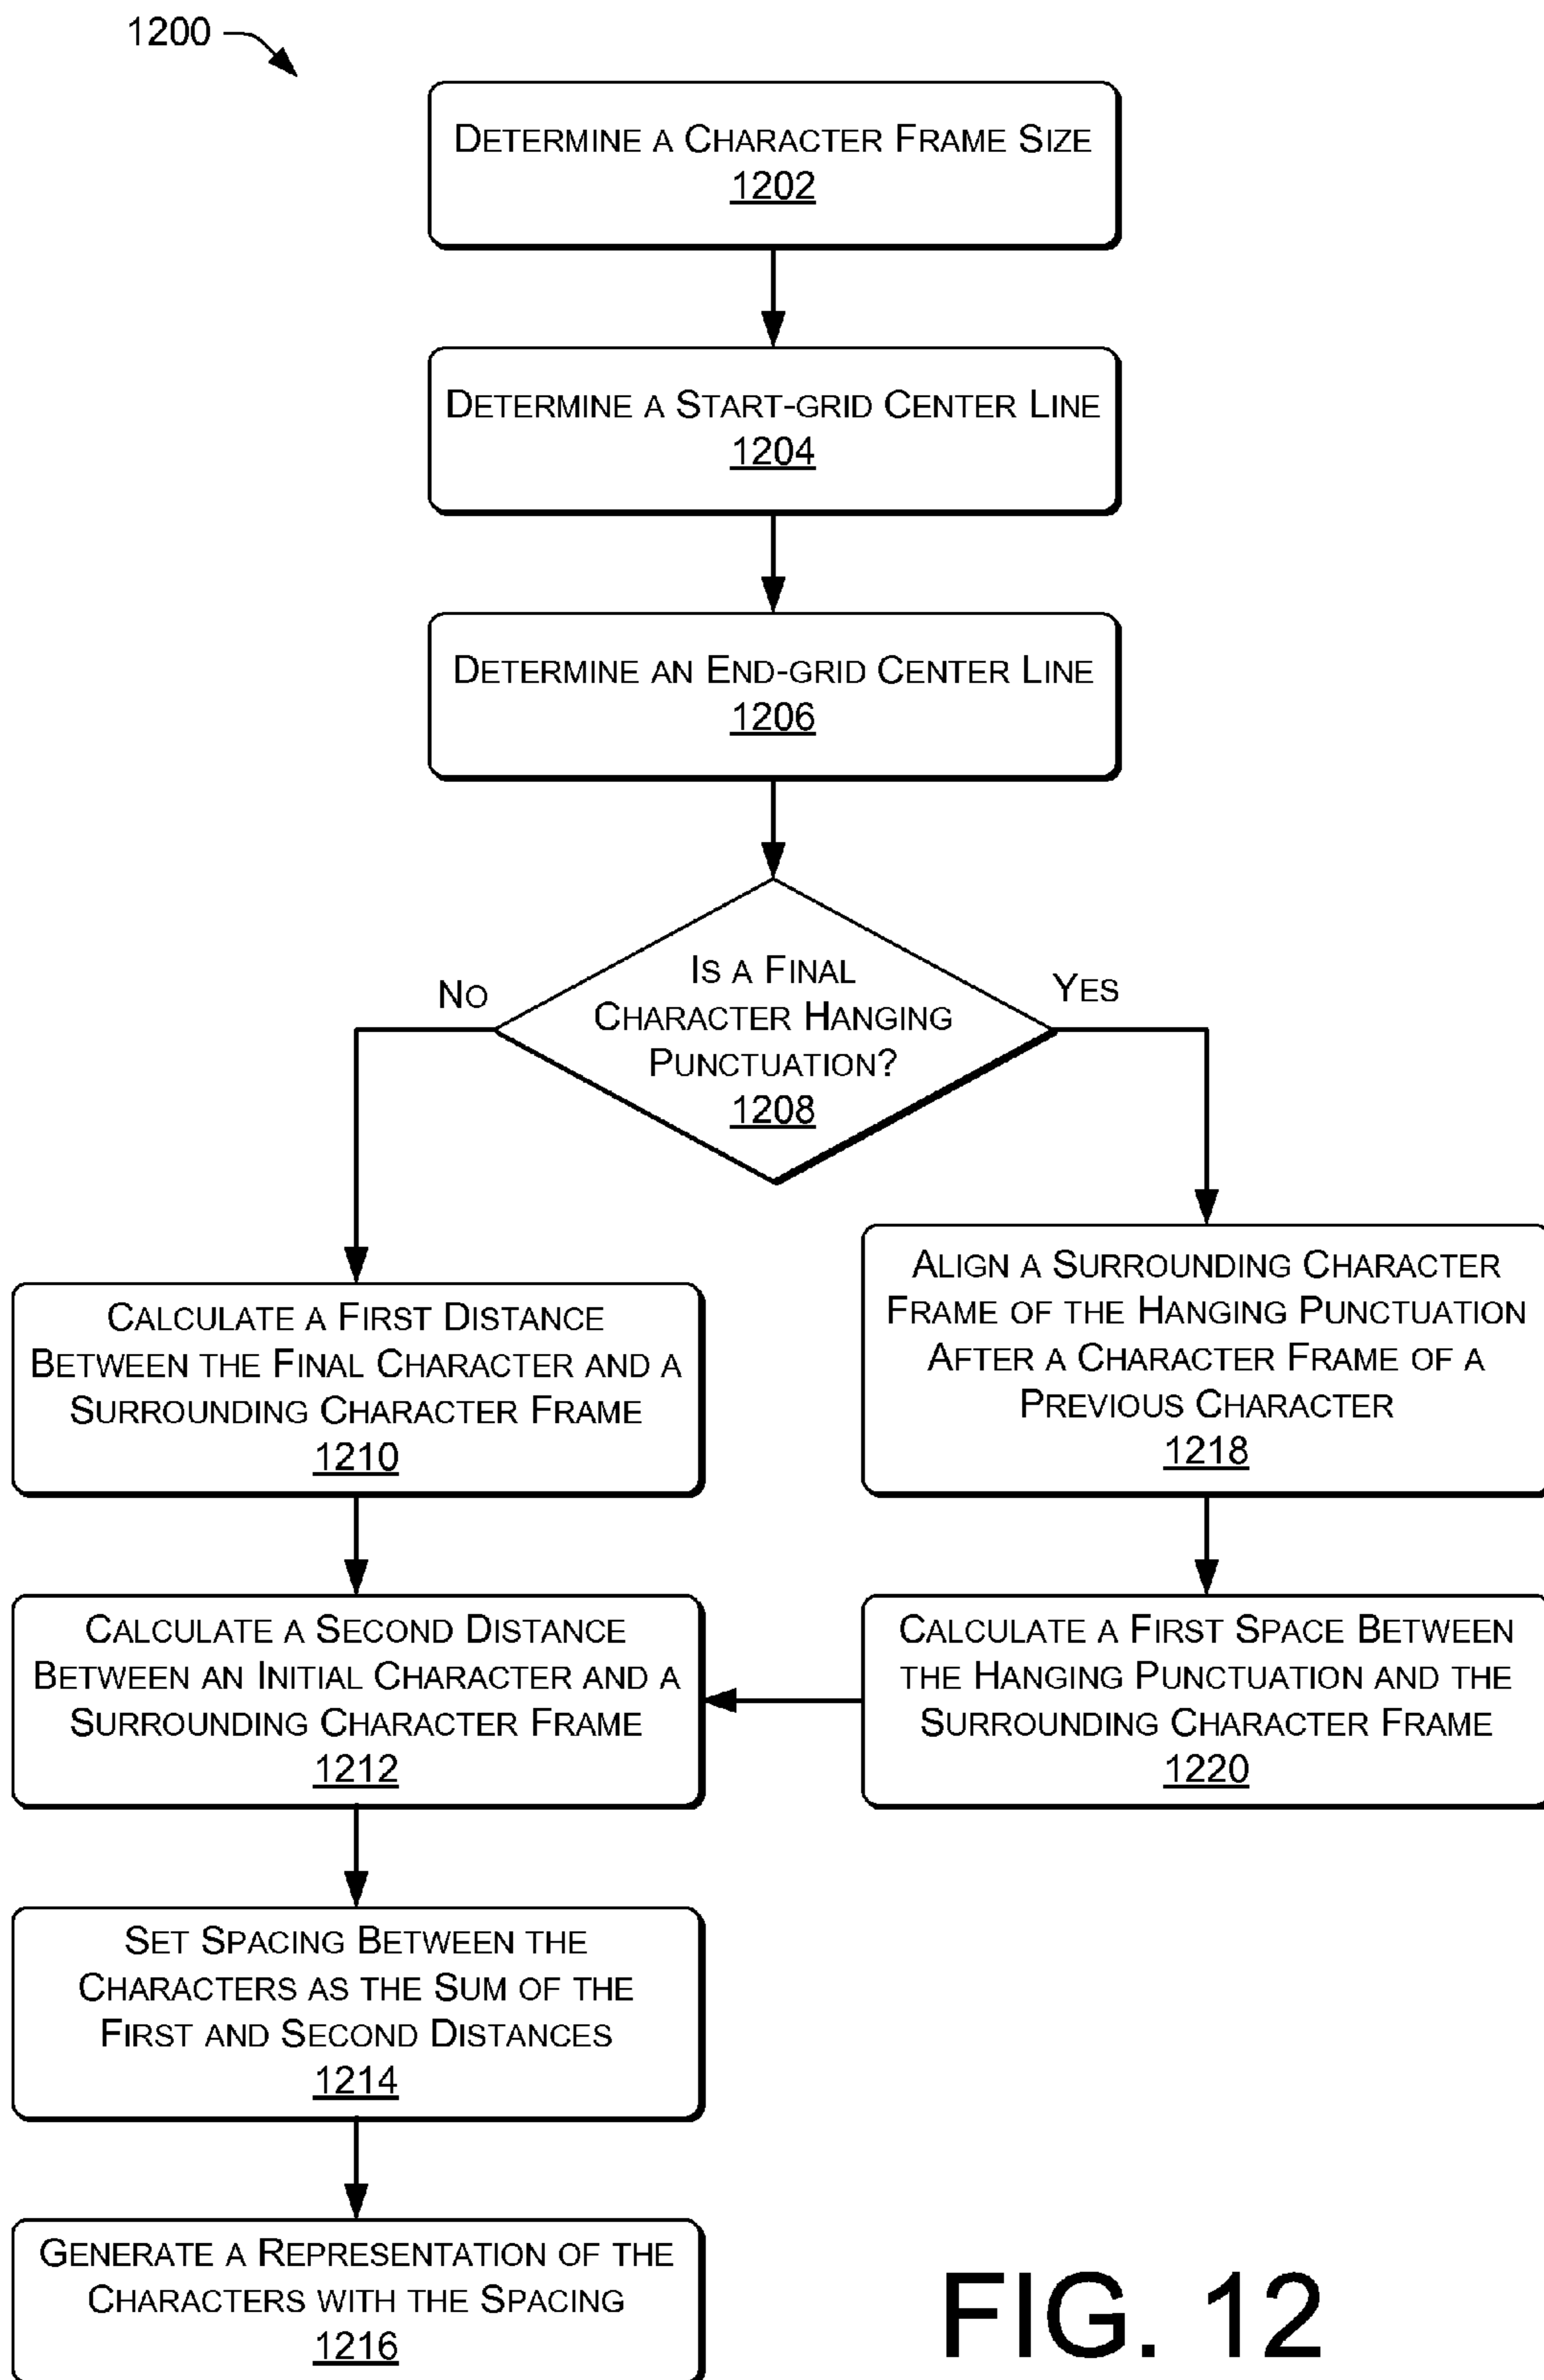 1200
DETERMINE A CHARACTER FRAME SIZE
1202
DETERMINE A START-GRID CENTER LINE
1204
DETERMINE AN END-GRID CENTER LINE
1206
IS A FINAL
CHARACTER HANGING
PUNCTUATION?
1208
NO
YES
CALCULATE A FIRST DISTANCE
BETWEEN THE FINAL CHARACTER AND A
SURROUNDING CHARACTER FRAME
1210
ALIGN A SURROUNDING CHARACTER
FRAME OF THE HANGING PUNCTUATION
AFTER A CHARACTER FRAME OF A
PREVIOUS CHARACTER
1218
CALCULATE A SECOND DISTANCE
BETWEEN AN INITIAL CHARACTER AND A
SURROUNDING CHARACTER FRAME
1212
CALCULATE A FIRST SPACE BETWEEN
THE HANGING PUNCTUATION AND THE
SURROUNDING CHARACTER FRAME
1220
SET SPACING BETWEEN THE
CHARACTERS AS THE SUM OF THE
FIRST AND SECOND DISTANCES
1214
GENERATE A REPRESENTATION OF THE
CHARACTERS WITH THE SPACING
1216
FIG. 12